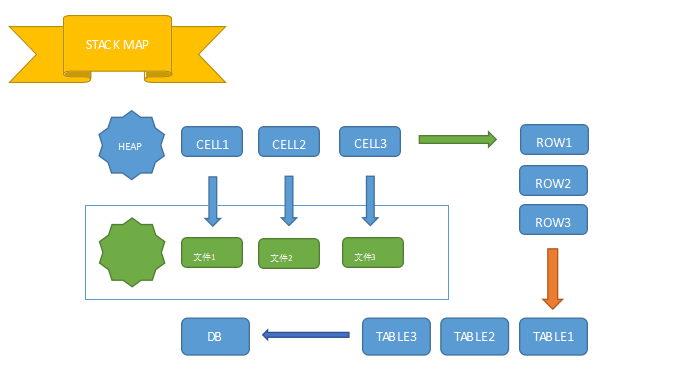 STACK MAP
HEAP
CELL1
CELL2
CELL3
ROW1
ROW2
ROW3
文件1
文件2
文件3
DB
TABLE3
TABLE2
TABLE1